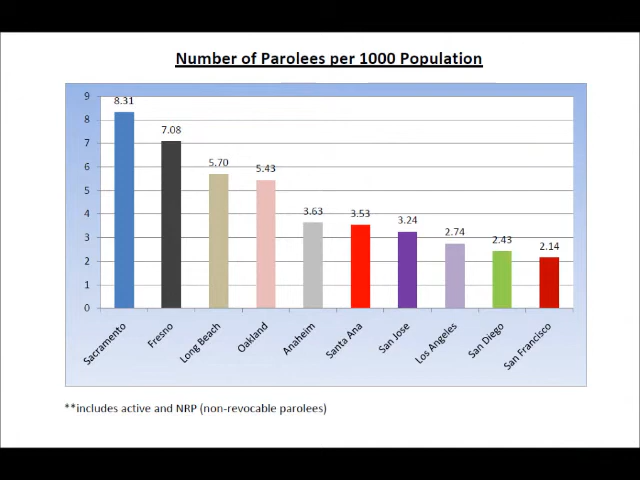 Number of Parolees per 1000 Population
9
8
7
6
5
4
3
2
1
0
8.31
7.08
5.70
5.43
3.63
3.53
3.24
2.74
2.43
2.14
Sacramento
Fresno
Long Beach
Oakland
Anaheim
Santa Ana
San Jose
Los Angeles
San Diego
San Francisco
**includes active and NRP (non-revocable parolees)